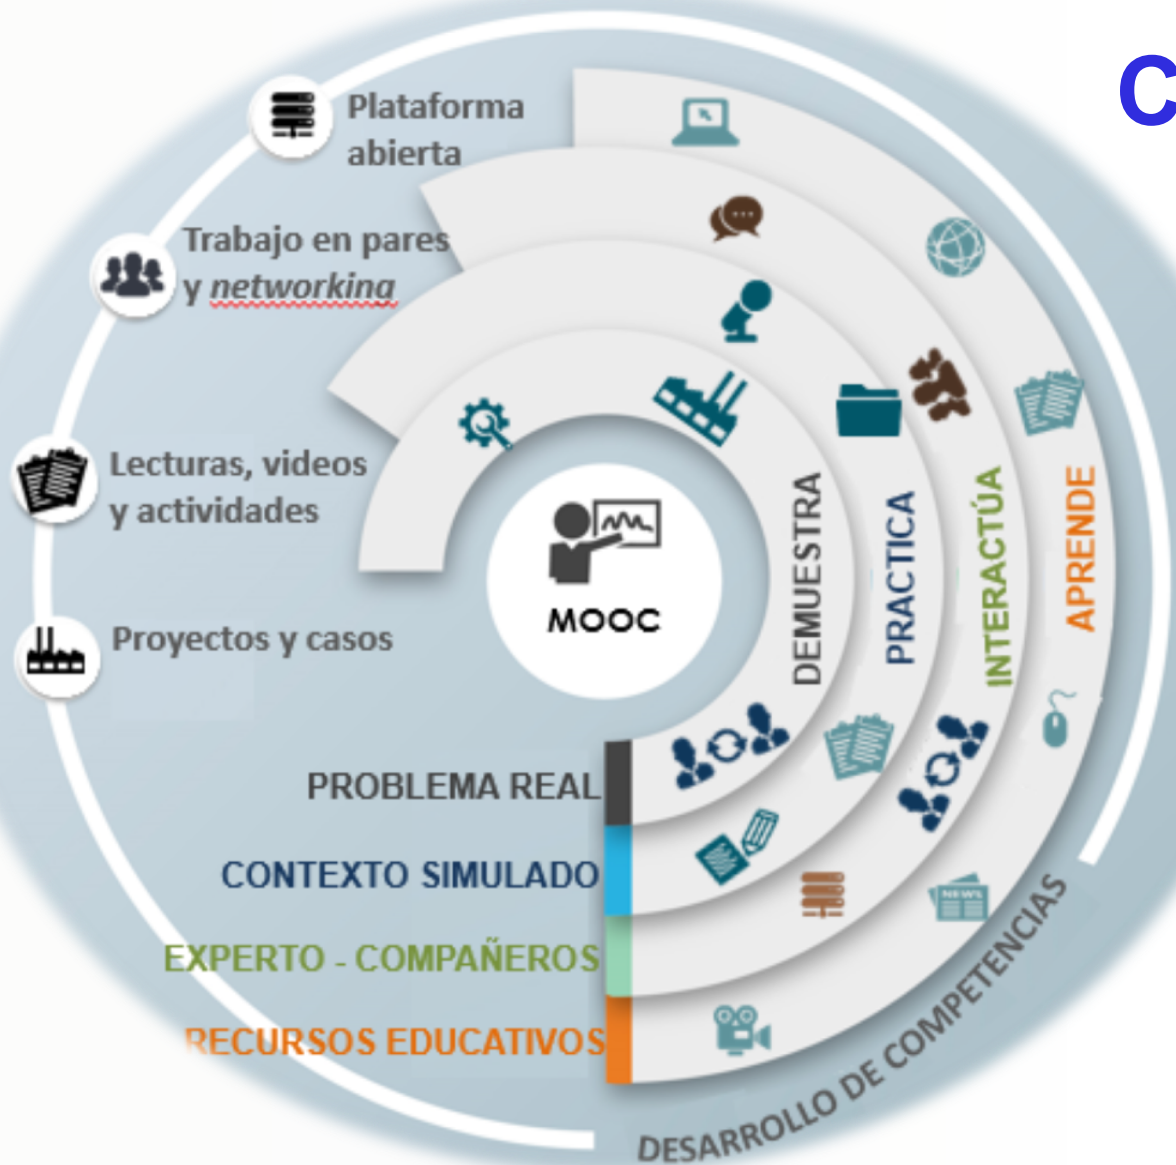 C
Plataforma
abierta
Trabajo en pares
y networking
Lecturas, videos
y actividades
Proyectos y casos
MOOC
DEMUESTRA
PRACTICA
INTERACTÚA
APRENDE
PROBLEMA REAL
CONTEXTO SIMULADO
EXPERTO - COMPAÑEROS
RECURSOS EDUCATIVOS
NEWS
DESARROLLO DE COMPETENCIAS